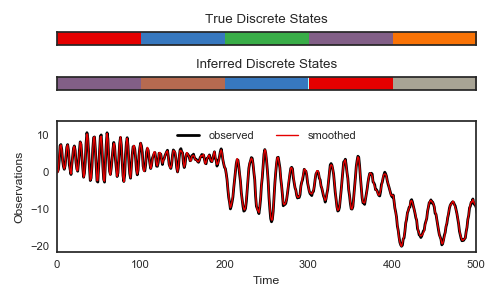 True Discrete States
Inferred Discrete States
observed smoothed
10
0
−10
−20
Observations
0 100 200 300 400 500
Time